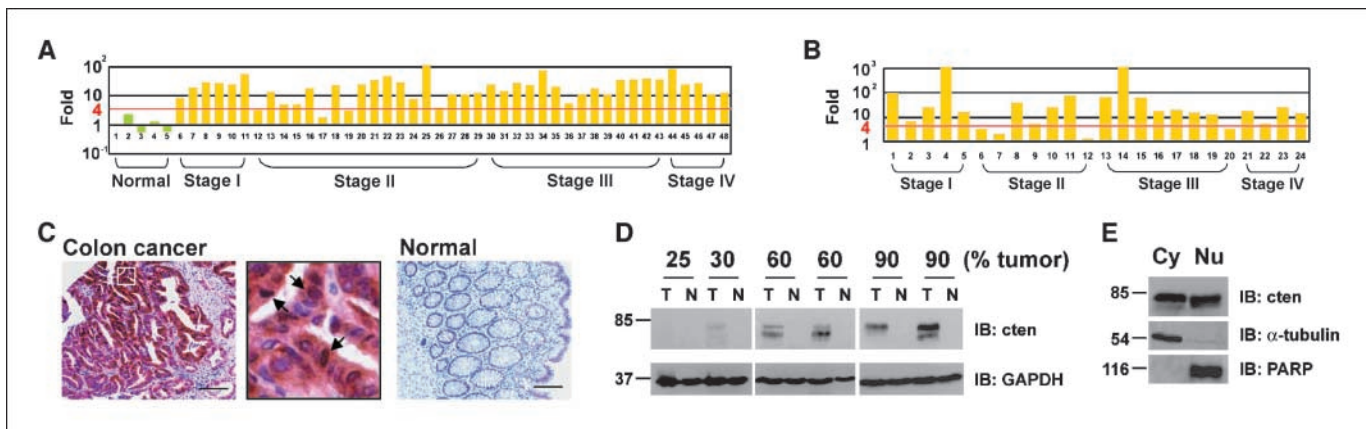 A
Fold
10²
10
4
1
10⁻¹
1 2 3 4 5 6 7 8 9 10 11 12 13 14 15 16 17 18 19 20 21 22 23 24 25 26 27 28 29 30 31 32 33 34 35 36 37 38 39 40 41 42 43 44 45 46 47 48
Normal Stage I Stage II Stage III Stage IV
B
Fold
10³
10²
10
4
1
1 2 3 4 5 6 7 8 9 10 11 12 13 14 15 16 17 18 19 20 21 22 23 24
Stage I Stage II Stage III Stage IV
C
Colon cancer Normal
D
25 30 60 60 90 90 (% tumor)
T N T N T N T N T N T N
85 IB: cten
37 IB: GAPDH
E
Cy Nu
85 IB: cten
54 IB: α-tubulin
116 IB: PARP